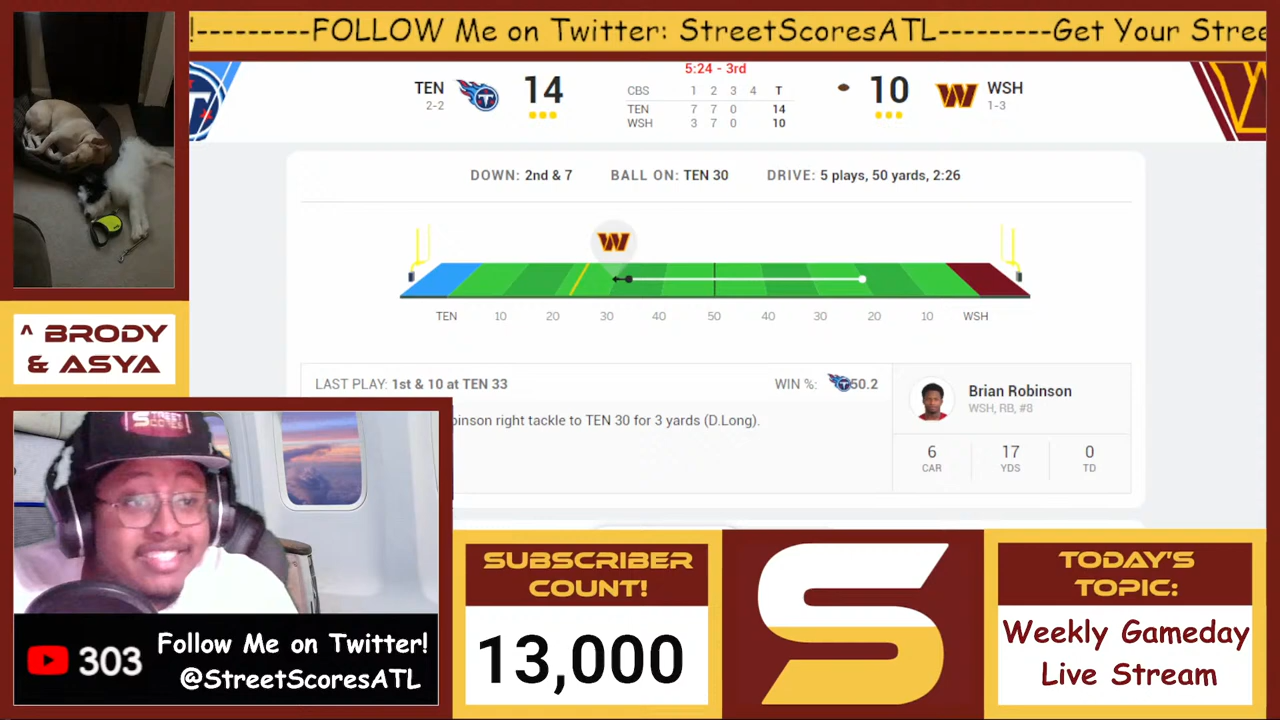 !---------FOLLOW Me on Twitter: StreetScoresATL---------Get Your Stree
TEN
2-2
14
5:24 - 3rd
CBS 1 2 3 4 T
TEN 7 7 0 14
WSH 3 7 0 10
10
WSH
1-3
DOWN: 2nd & 7 BALL ON: TEN 30 DRIVE: 5 plays, 50 yards, 2:26
W
TEN 10 20 30 40 50 40 30 20 10 WSH
LAST PLAY: 1st & 10 at TEN 33 WIN %: 50.2
binson right tackle to TEN 30 for 3 yards (D.Long).
Brian Robinson
WSH, RB, #8
6 17 0
CAR YDS TD
^ BRODY
& ASYA
303
Follow Me on Twitter!
@StreetScoresATL
SUBSCRIBER
COUNT!
13,000
S
TODAY'S
TOPIC:
Weekly Gameday
Live Stream